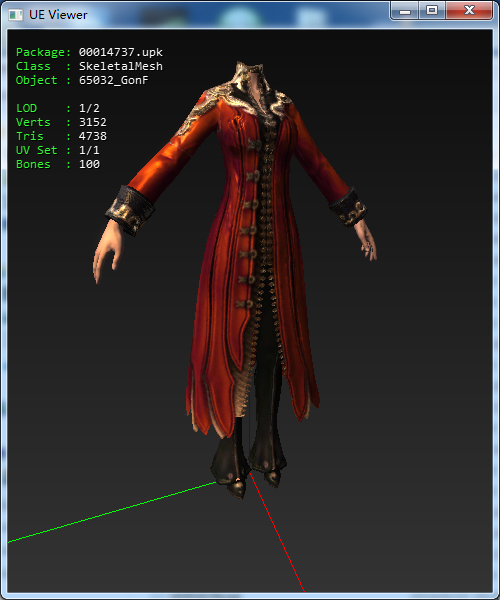 UE Viewer
Package: 00014737.upk
Class : SkeletalMesh
Object : 65032_GonF
LOD : 1/2
Verts : 3152
Tris : 4738
UV Set : 1/1
Bones : 100